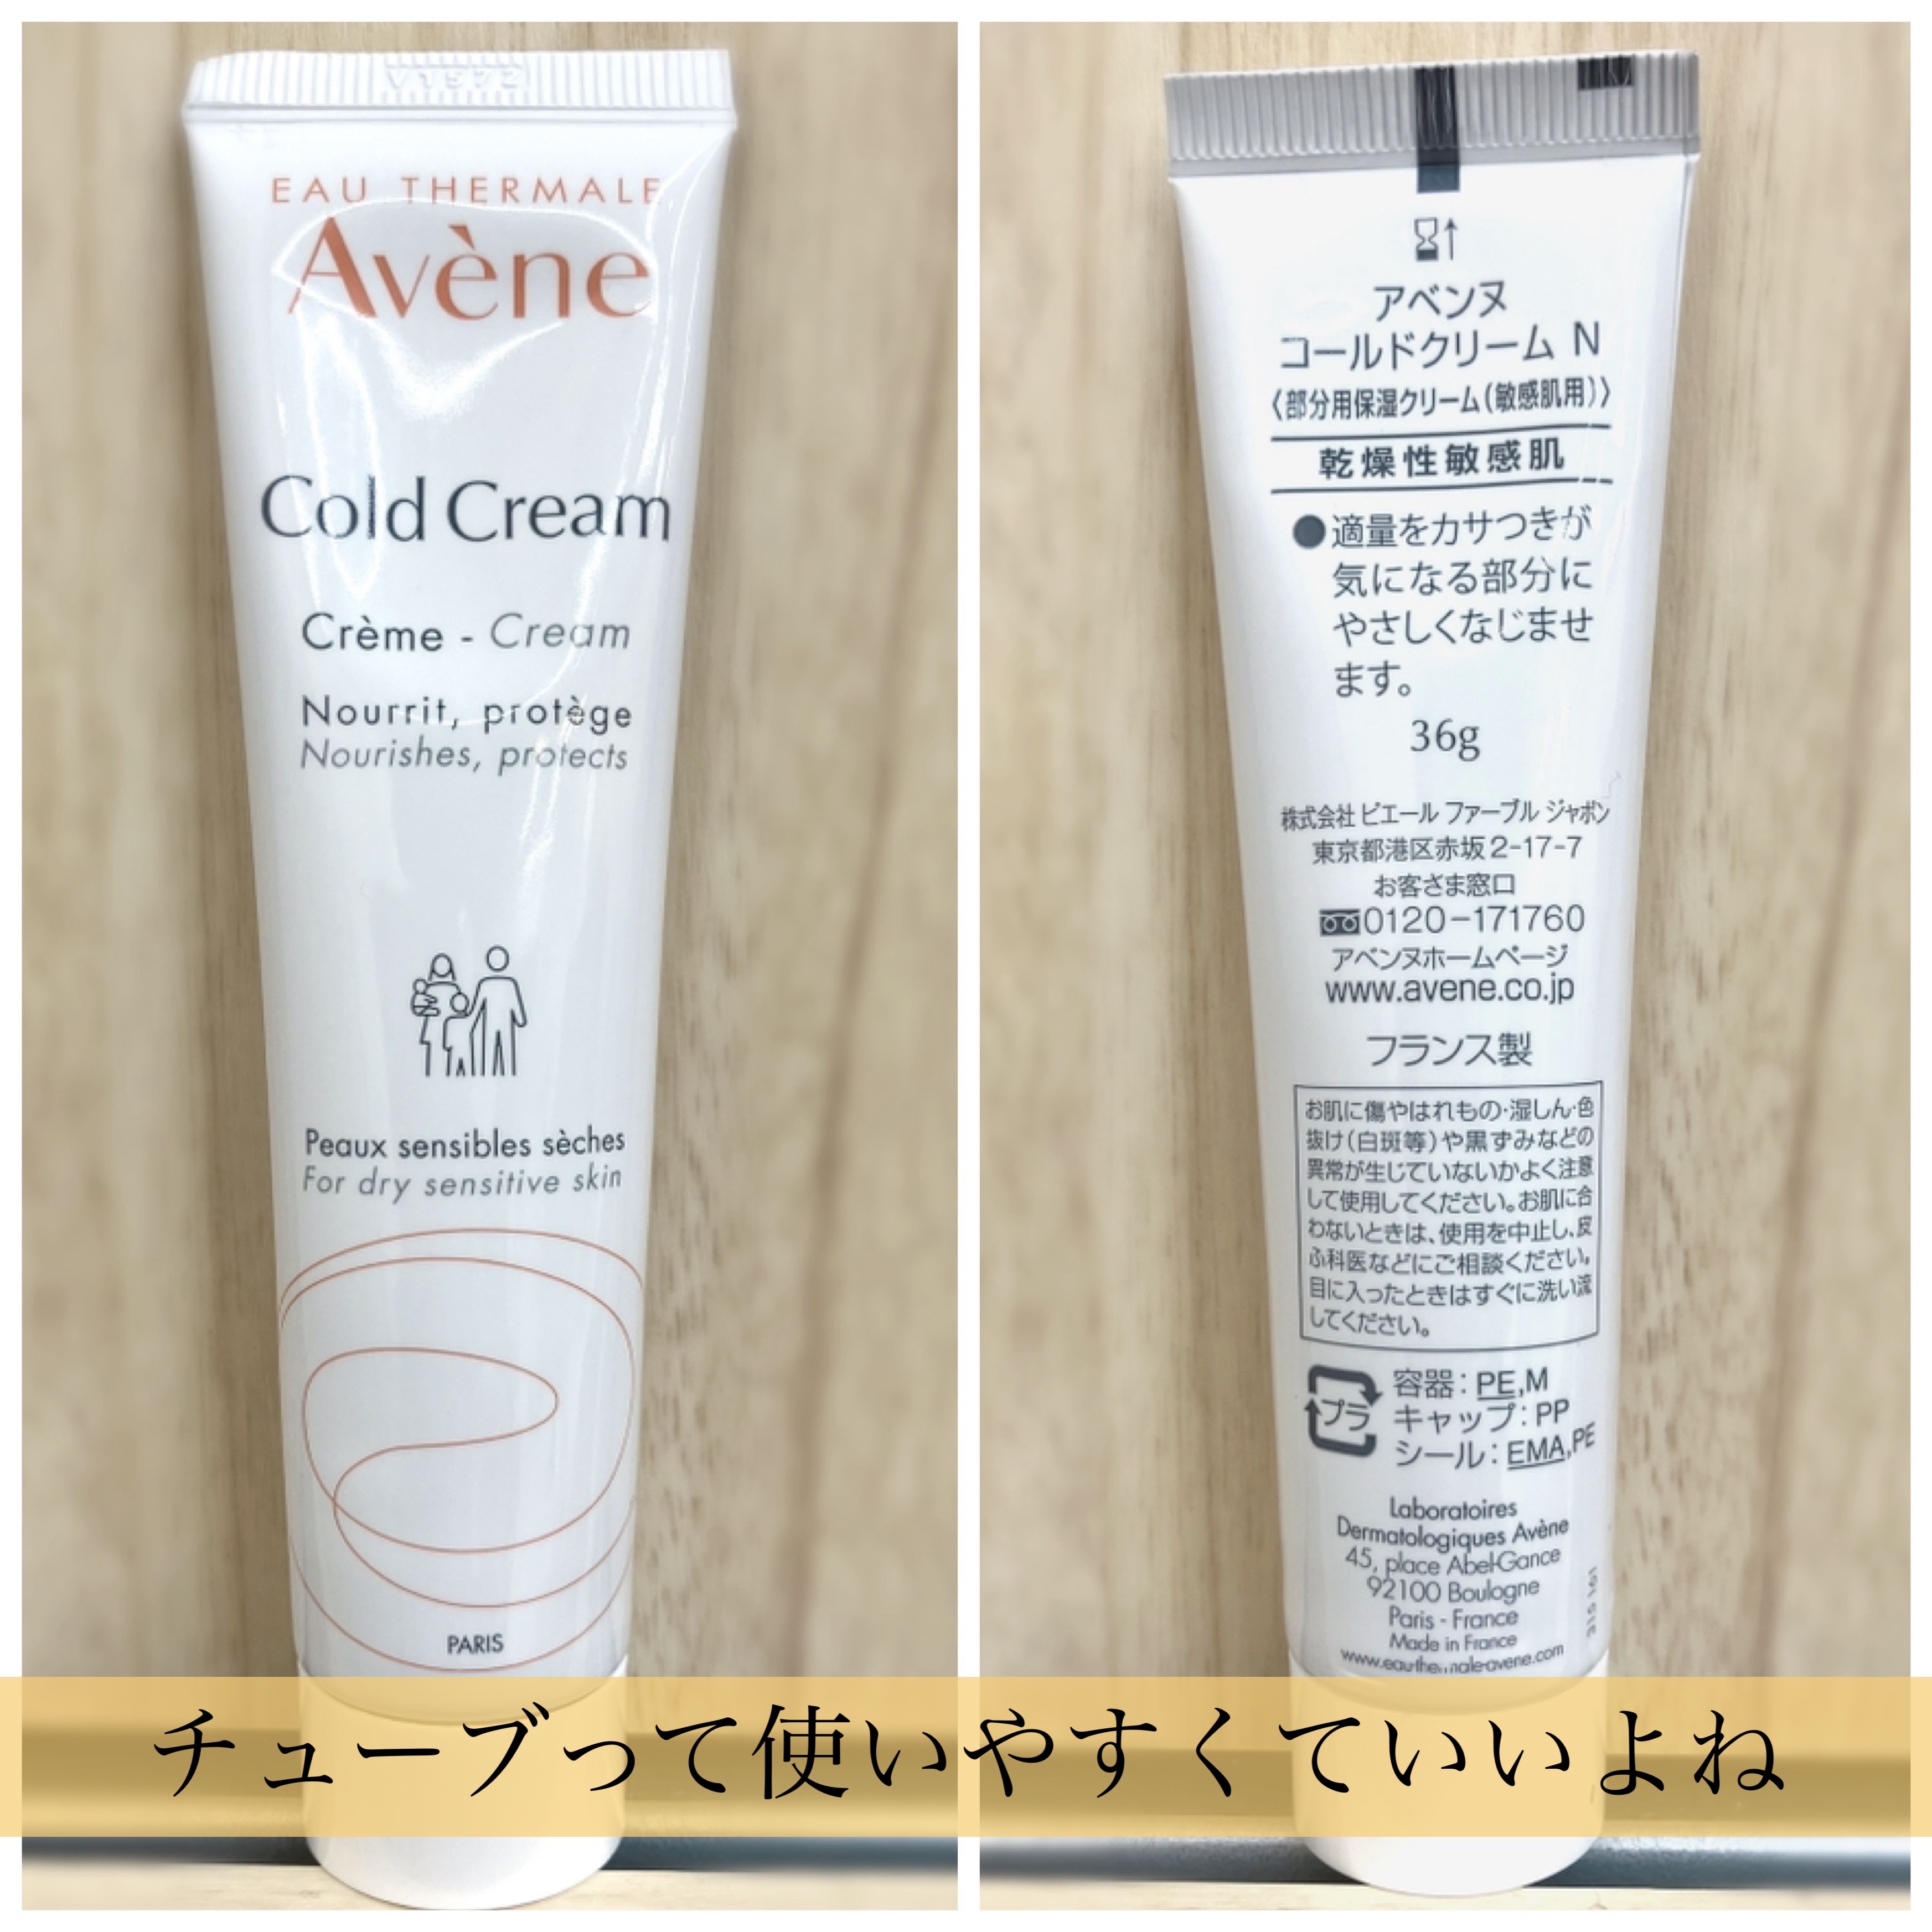 V1572
EAU THERMALE
Avène
Cold Cream
Crème - Cream
Nourrit, protège
Nourishes, protects
Peaux sensibles sèches
For dry sensitive skin
PARIS
アベンヌ
コールドクリーム N
〈部分用保湿クリーム(敏感肌用)〉
乾燥性敏感肌
●適量をカサつきが
気になる部分に
やさしくなじませ
ます。
36g
株式会社 ピエール ファーブル ジャポン
東京都港区赤坂2-17-7
お客さま窓口
0120-171760
アベンヌホームページ
www.avene.co.jp
フランス製
お肌に傷やはれもの・湿しん・色
抜け(白斑等)や黒ずみなどの
異常が生じていないかよく注意
して使用してください。お肌に合
わないときは、使用を中止し、皮
ふ科医などにご相談ください。
目に入ったときはすぐに洗い流
してください。
プラ
容器:PE,M
キャップ:PP
シール:EMA,PE
Laboratoires
Dermatologiques Avène
45, place Abel-Gance
92100 Boulogne
Paris - France
Made in France
www.eau-thermale-avene.com
チューブって使いやすくていいよね